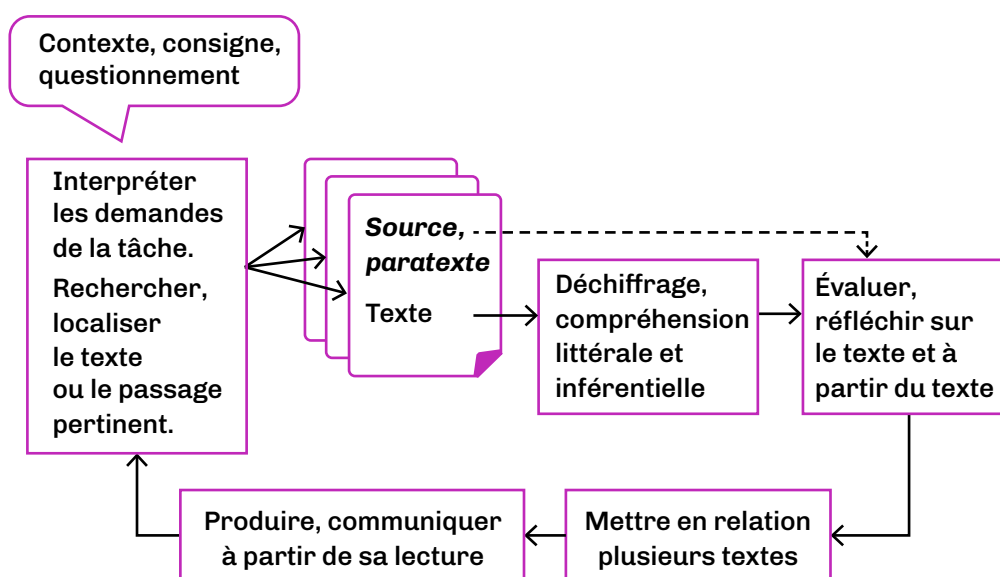 Contexte, consigne,
questionnement
Interpréter
les demandes
de la tâche.
Rechercher,
localiser
le texte
ou le passage
pertinent.
Source,
paratexte
Texte
Déchiffrage,
compréhension
littérale et
inférentielle
Évaluer,
réfléchir sur
le texte et à
partir du texte
Mettre en relation
plusieurs textes
Produire, communiquer
à partir de sa lecture